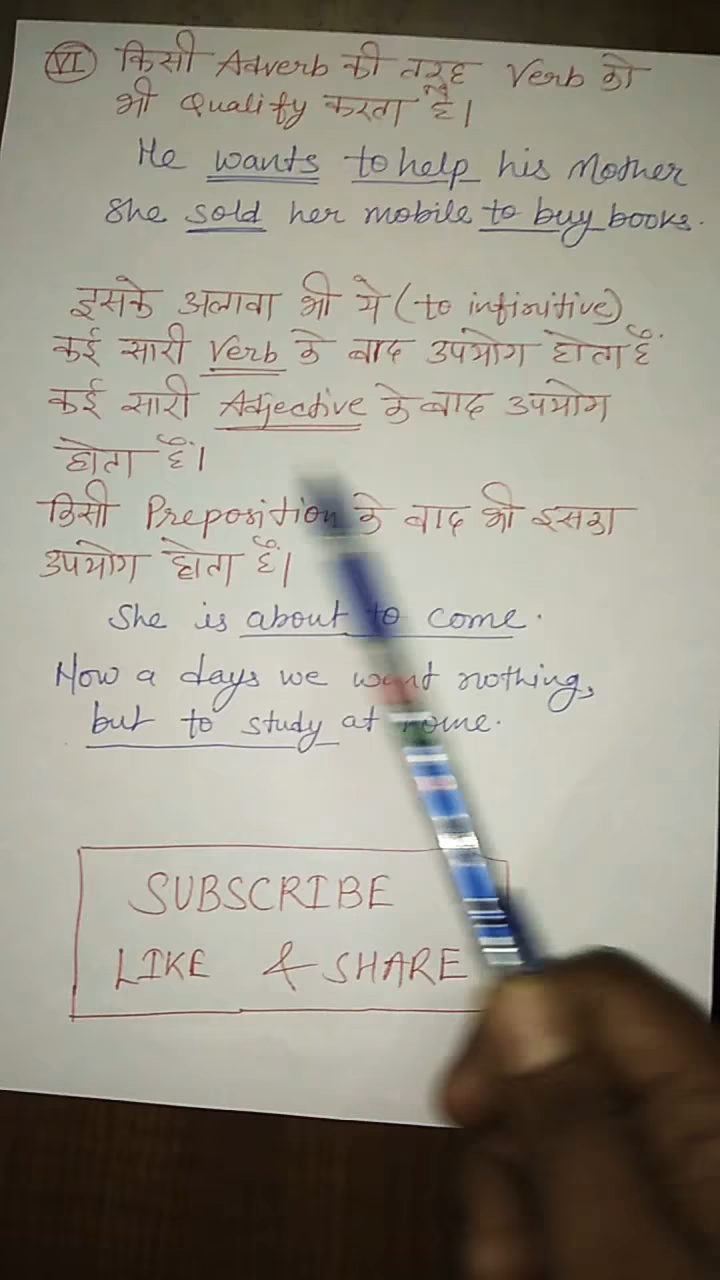 VI किसी Adverb की तरह Verb को
भी Qualify करता है।
He wants to help his Mother
She sold her mobile to buy books.
इसके अलावा भी ये (to infinitive)
कई सारी Verb के बाद उपयोग होता हैं
कई सारी Adjective के बाद उपयोग
होता हैं।
किसी Preposition के बाद भी इसका
उपयोग होता हैं।
She is about to come.
Now a days we want nothing,
but to study at home.
SUBSCRIBE
LIKE & SHARE